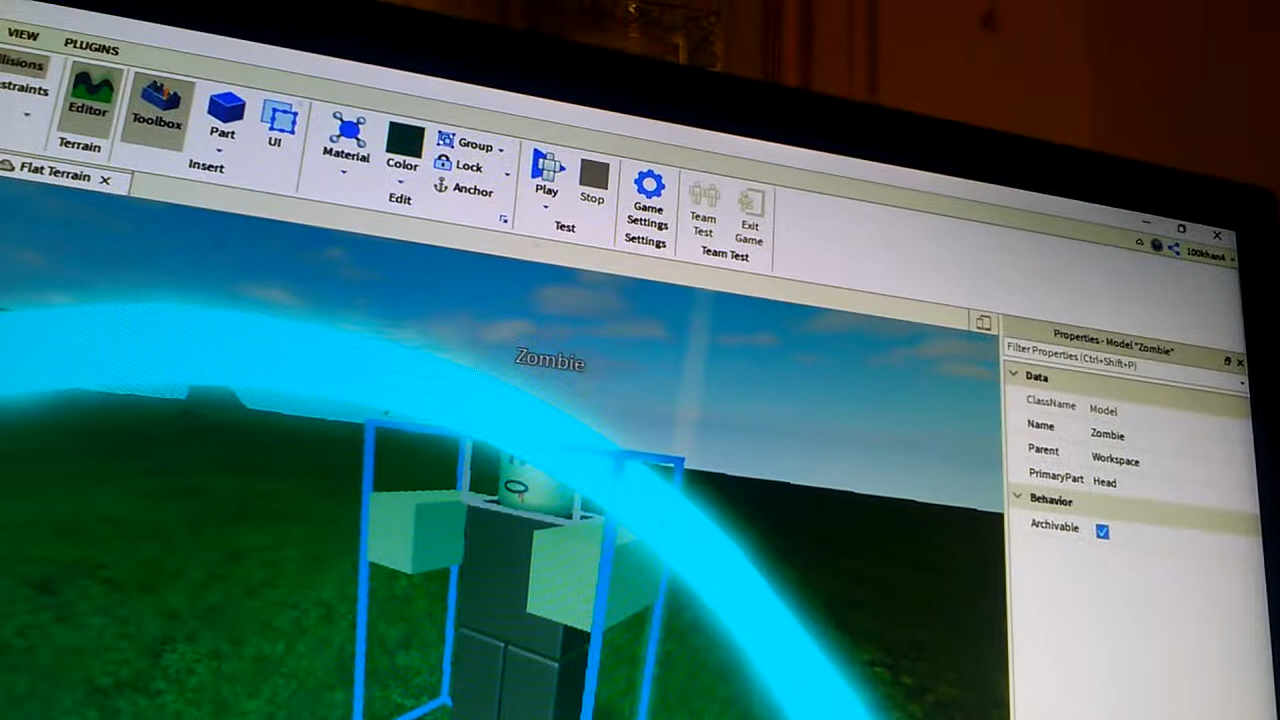 VIEW PLUGINS
Editor
Terrain
Toolbox
Part
UI
Insert
Material
Color
Group
Lock
Anchor
Edit
Play
Stop
Test
Game
Settings
Settings
Team
Test
Exit
Game
Team Test
100khan4
Flat Terrain
Zombie
Properties - Model "Zombie"
Filter Properties (Ctrl+Shift+P)
Data
ClassName Model
Name Zombie
Parent Workspace
PrimaryPart Head
Behavior
Archivable